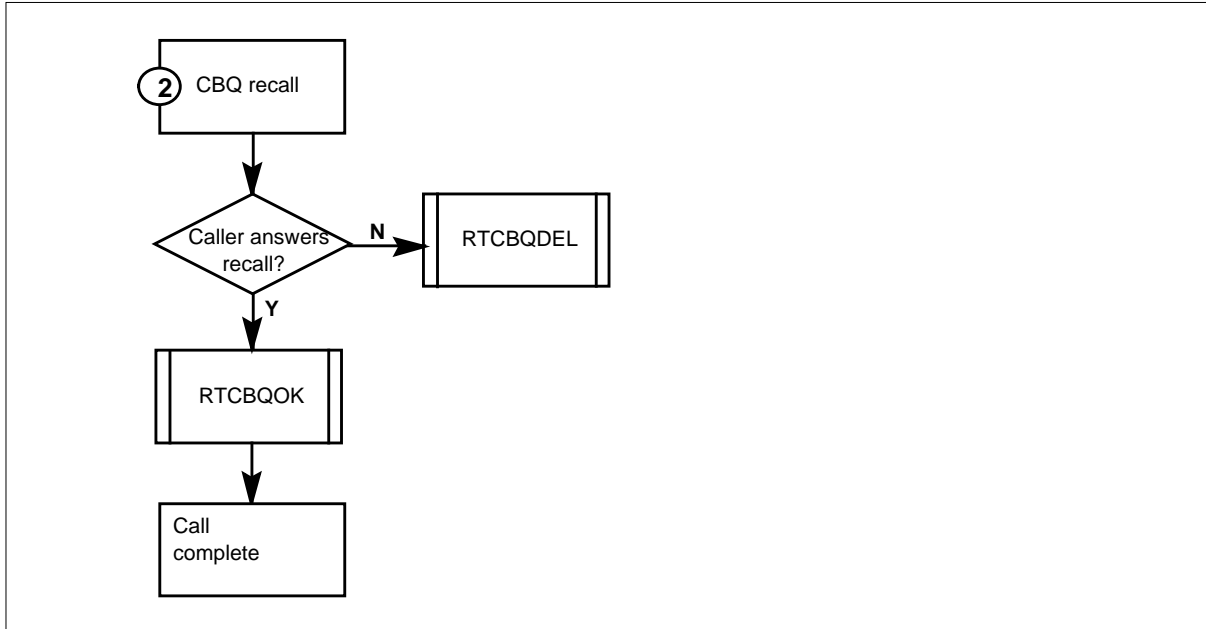 2 CBQ recall
Caller answers
recall?
N
RTCBQDEL
Y
RTCBQOK
Call
complete